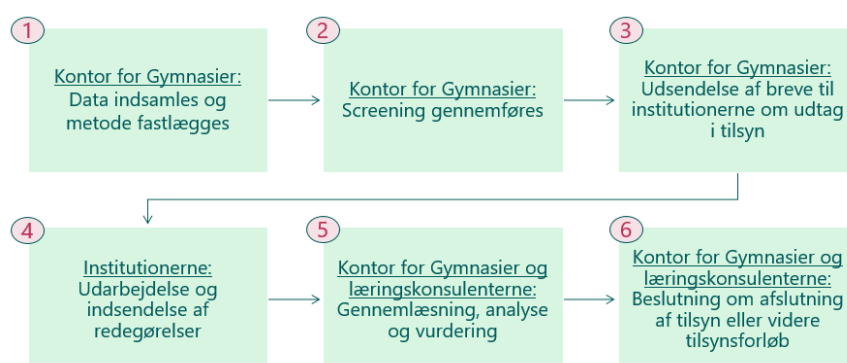 1
Kontor for Gymnasier:
Data indsamles og
metode fastlægges
2
Kontor for Gymnasier:
Screening gennemføres
3
Kontor for Gymnasier:
Udsendelse af breve til
institutionerne om udtag
i tilsyn
4
Institutionerne:
Udarbejdelse og
indsendelse af
redegørelser
5
Kontor for Gymnasier og
læringskonsulenterne:
Gennemlæsning, analyse
og vurdering
6
Kontor for Gymnasier og
læringskonsulenterne:
Beslutning om afslutning
af tilsyn eller videre
tilsynsforløb